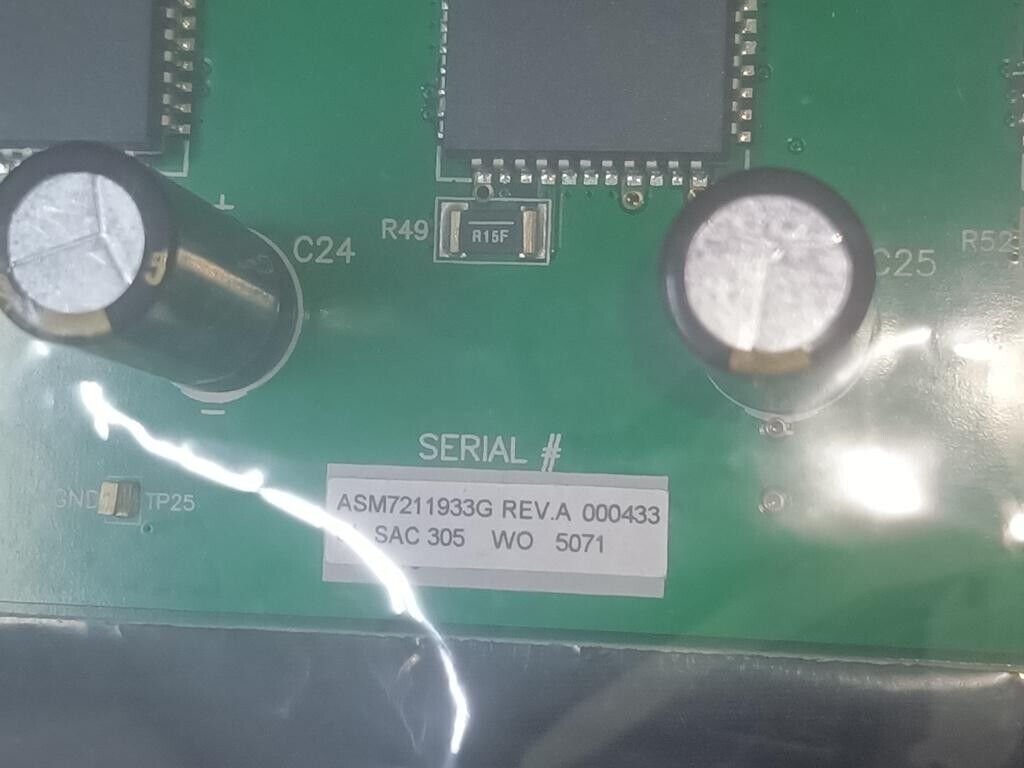 +
R49
R15F
C24
C25
R52
SERIAL #
GND
TP25
ASM7211933G REV.A 000433
SAC 305 WO 5071